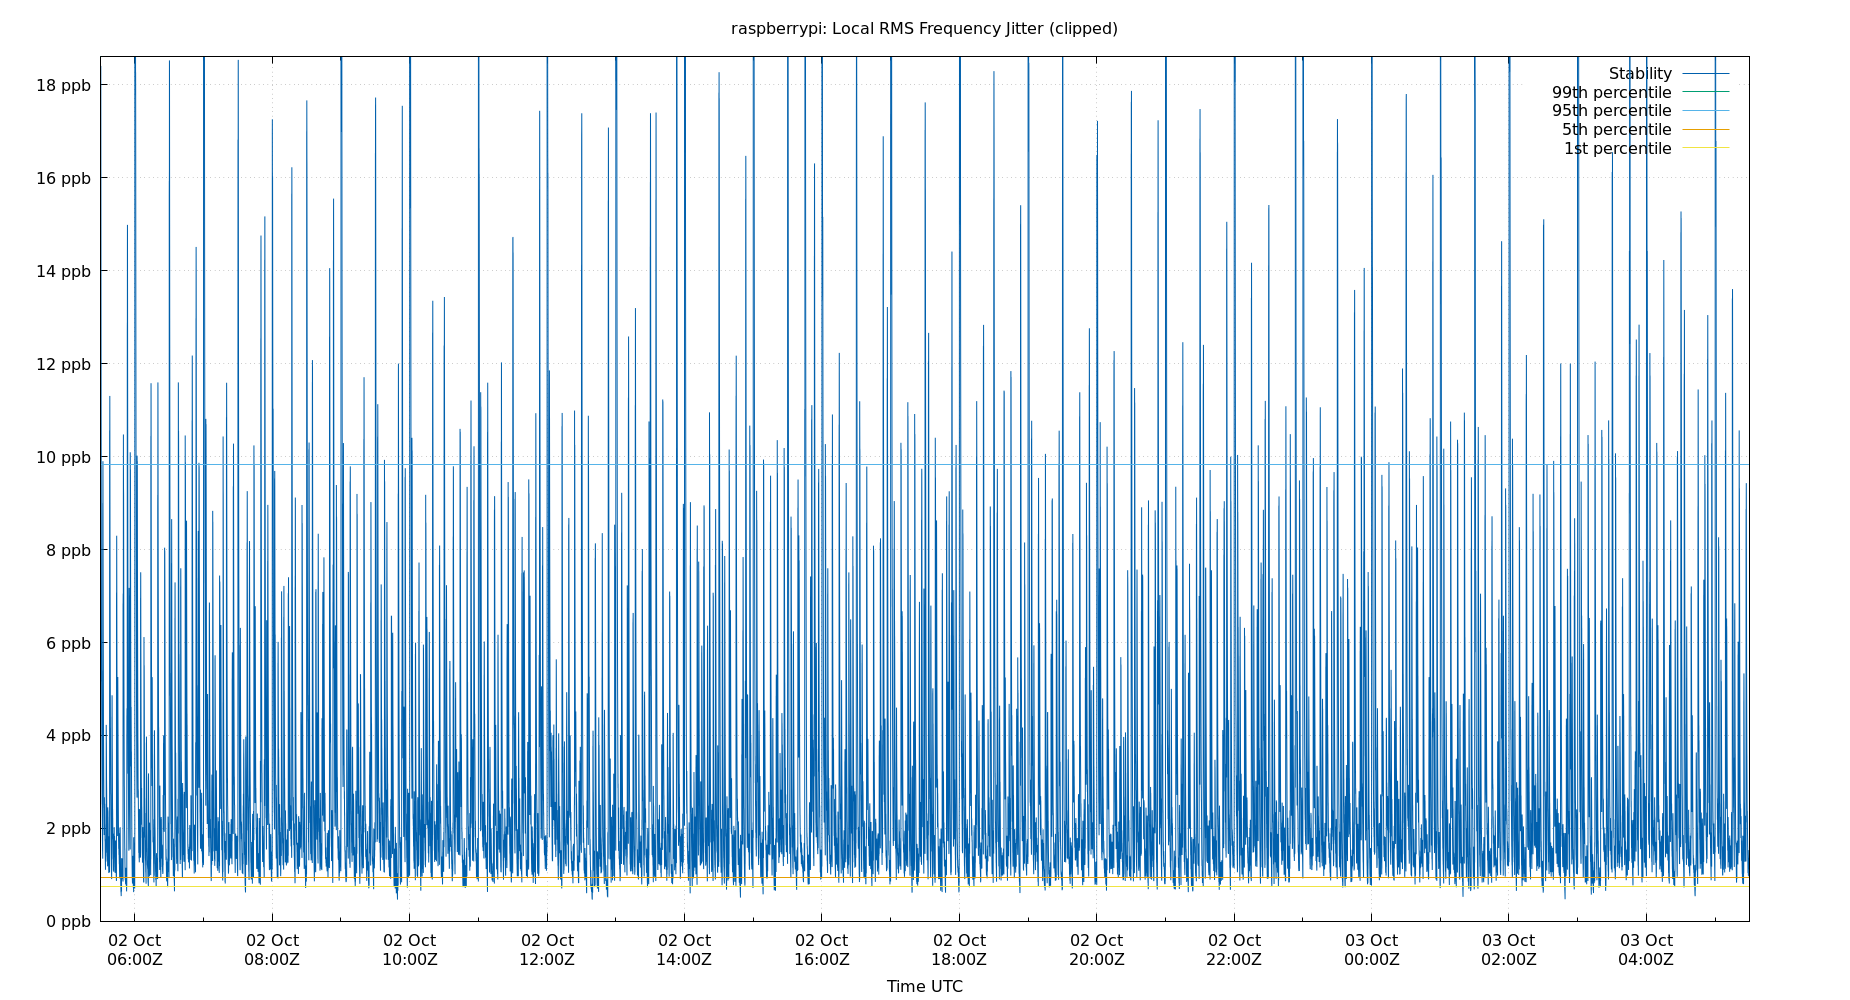 raspberrypi: Local RMS Frequency Jitter (clipped)
18 ppb
16 ppb
14 ppb
12 ppb
10 ppb
8 ppb
6 ppb
4 ppb
2 ppb
0 ppb
Stability
99th percentile
95th percentile
5th percentile
1st percentile
02 Oct 02 Oct 02 Oct 02 Oct 02 Oct 02 Oct 02 Oct 02 Oct 02 Oct 03 Oct 03 Oct 03 Oct
06:00Z 08:00Z 10:00Z 12:00Z 14:00Z 16:00Z 18:00Z 20:00Z 22:00Z 00:00Z 02:00Z 04:00Z
Time UTC